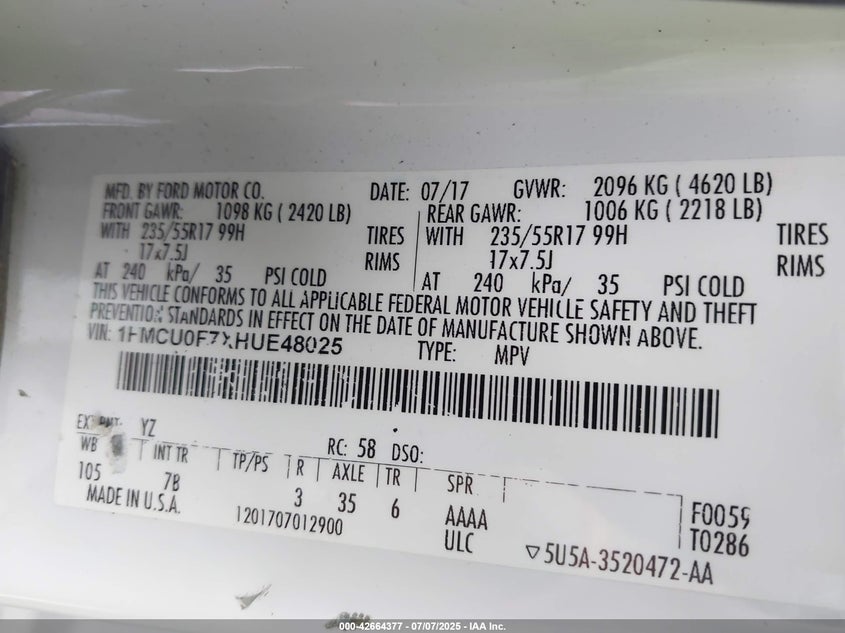 MFD. BY FORD MOTOR CO. DATE: 07/17 GVWR: 2096 KG ( 4620 LB)
FRONT GAWR: 1098 KG ( 2420 LB) REAR GAWR: 1006 KG ( 2218 LB)
WITH 235/55R17 99H TIRES WITH 235/55R17 99H TIRES
17x7.5J RIMS 17x7.5J RIMS
AT 240 kPa/ 35 PSI COLD AT 240 kPa/ 35 PSI COLD
THIS VEHICLE CONFORMS TO ALL APPLICABLE FEDERAL MOTOR VEHICLE SAFETY AND THEFT
PREVENTION STANDARDS IN EFFECT ON THE DATE OF MANUFACTURE SHOWN ABOVE.
VIN: 1FMCU0F7XHUE48025 TYPE: MPV
EXT PNT: YZ RC: 58 DSO:
WB INT TR TP/PS R AXLE TR SPR
105 7B 3 35 6 AAAA F0059
MADE IN U.S.A. 1201707012900 ULC T0286
▽5U5A-3520472-AA
000-42664377 - 07/07/2025 - IAA Inc.